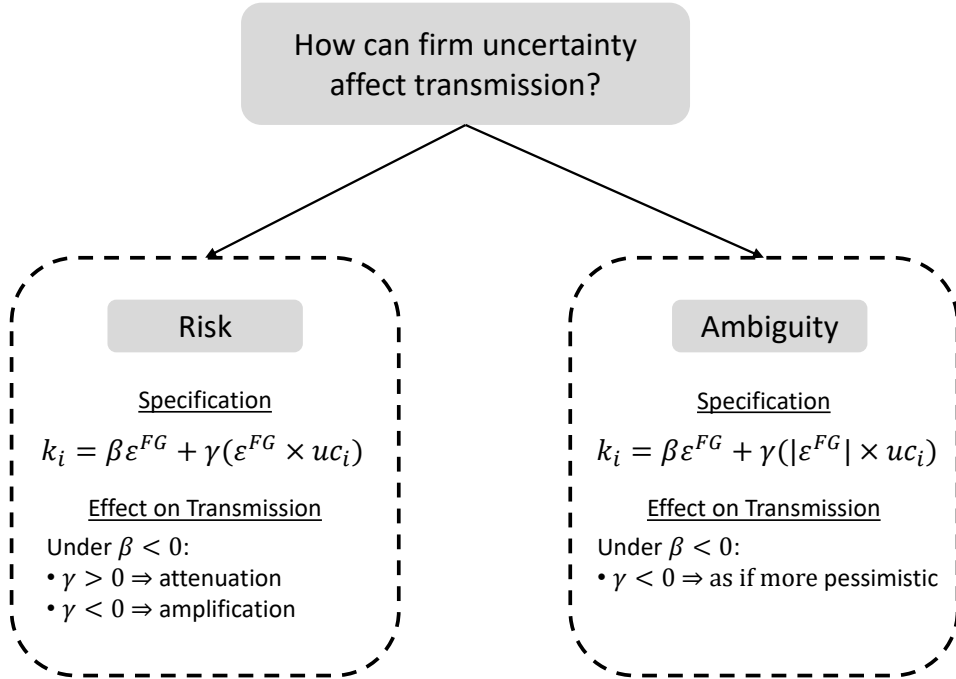 How can firm uncertainty
affect transmission?
Risk
Specification
k_i = βε^{FG} + γ(ε^{FG} × uc_i)
Effect on Transmission
Under β < 0:
• γ > 0 ⇒ attenuation
• γ < 0 ⇒ amplification
Ambiguity
Specification
k_i = βε^{FG} + γ(|ε^{FG}| × uc_i)
Effect on Transmission
Under β < 0:
• γ < 0 ⇒ as if more pessimistic